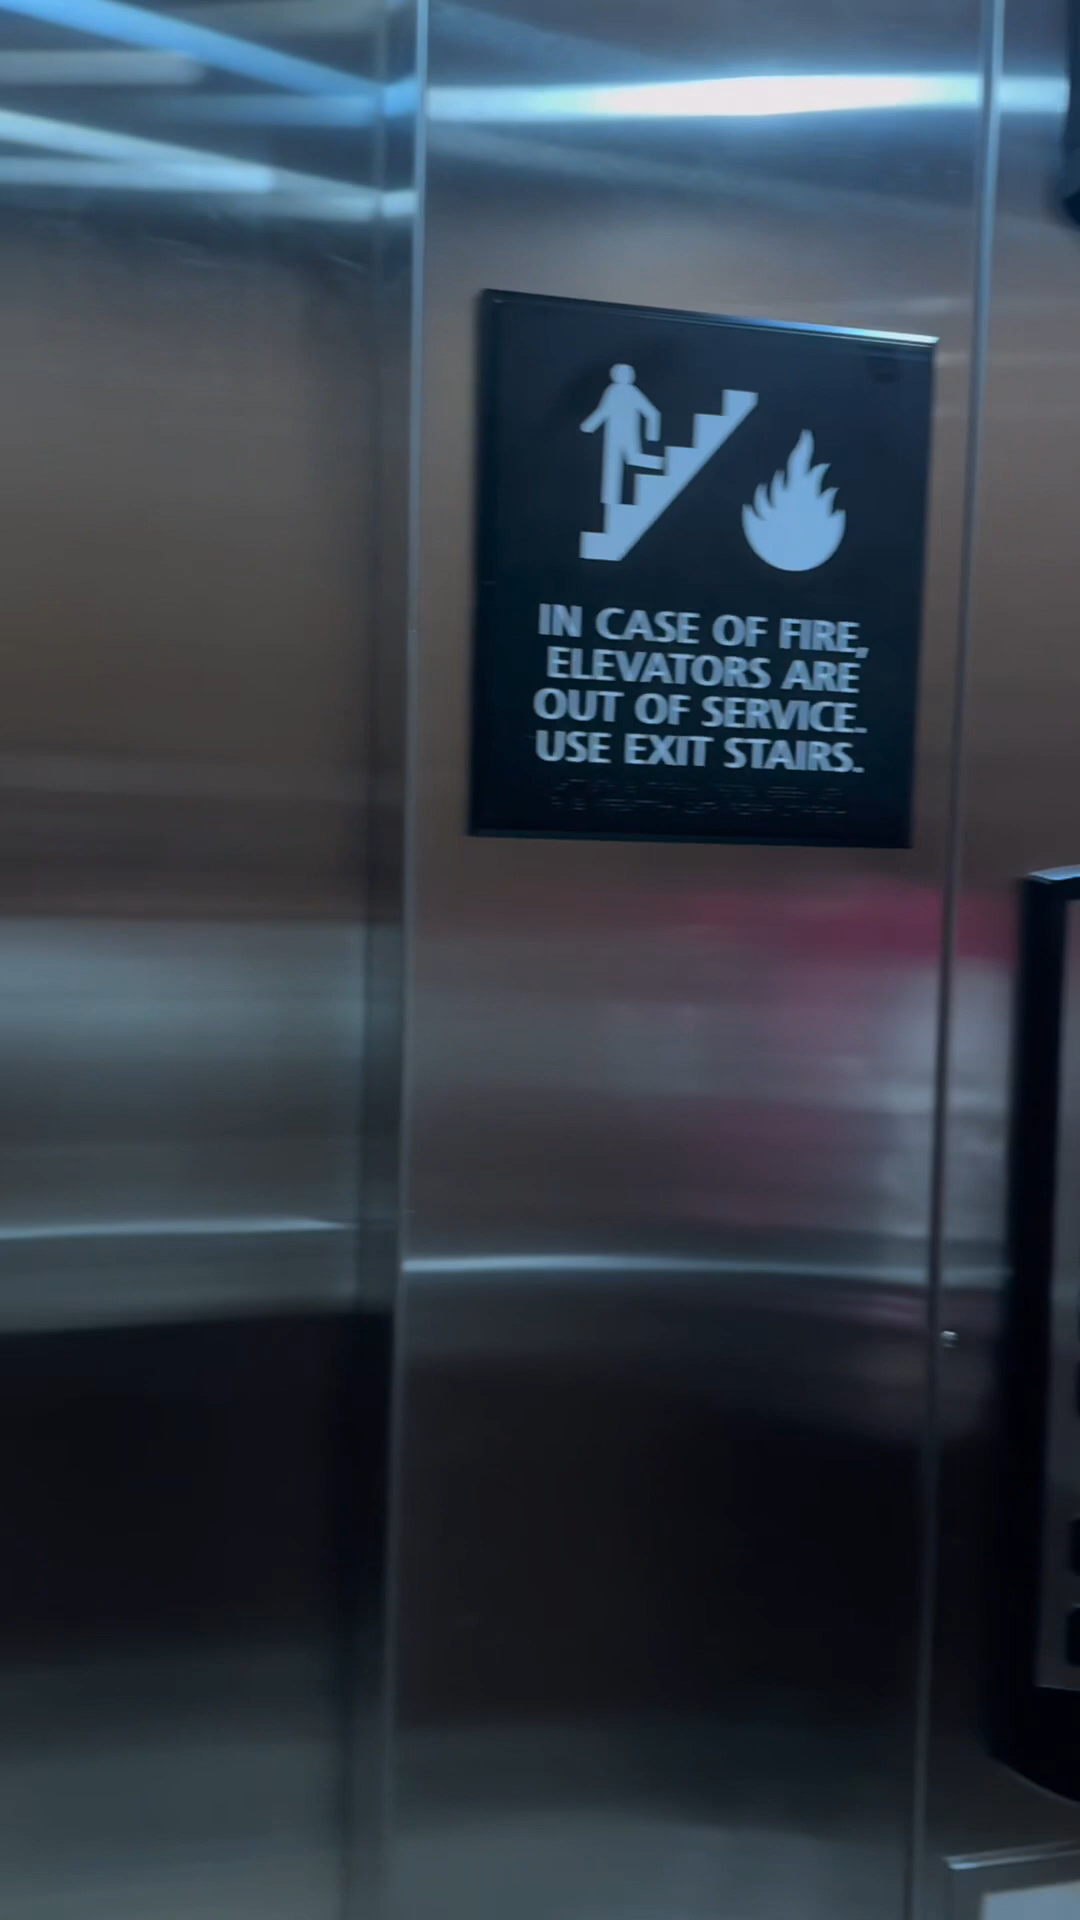 IN CASE OF FIRE,
ELEVATORS ARE
OUT OF SERVICE.
USE EXIT STAIRS.